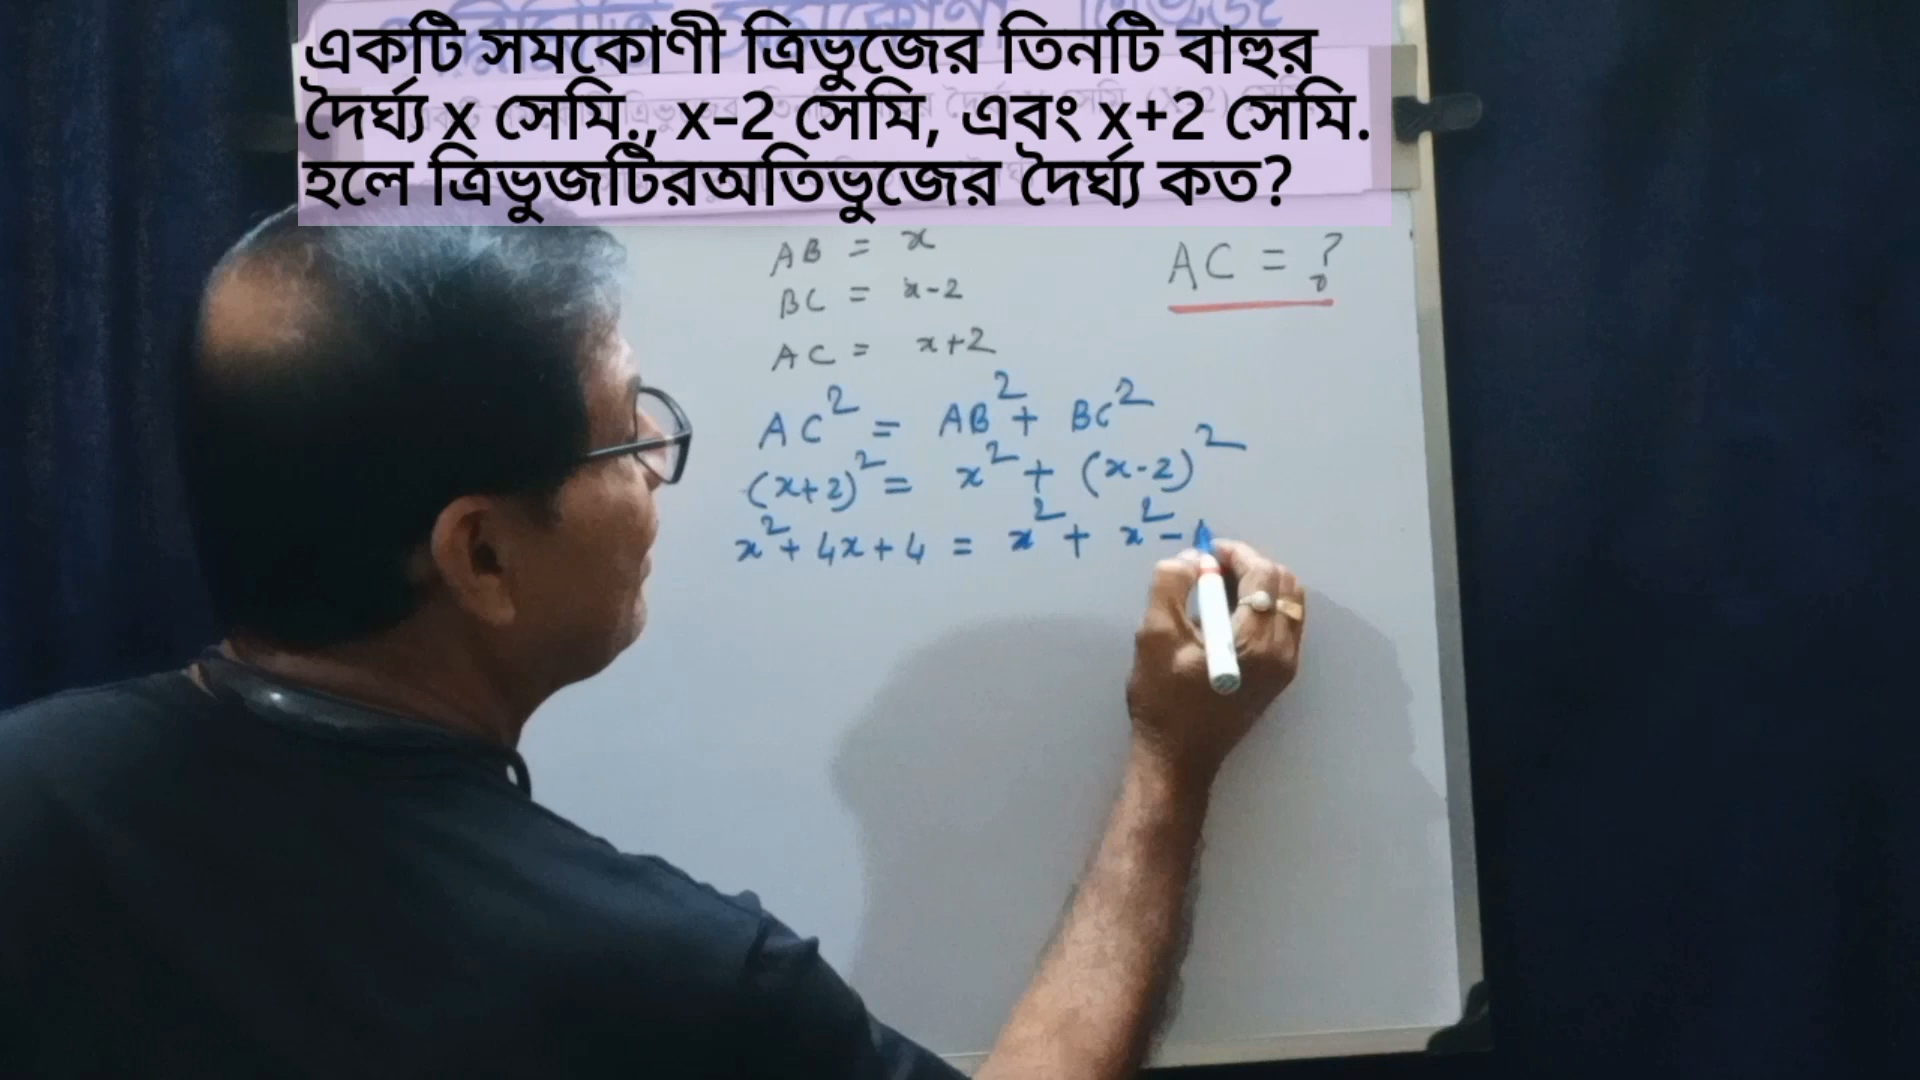 একটি সমকোণী ত্রিভুজের তিনটি বাহুর
দৈর্ঘ্য x সেমি., x-2 সেমি, এবং x+2 সেমি.
হলে ত্রিভুজটিরঅতিভুজের দৈর্ঘ্য কত?
AB = x
AC = ?
BC = x-2
AC = x+2
AC² = AB² + BC²
(x+2)² = x² + (x-2)²
x² + 4x + 4 = x² + x² -